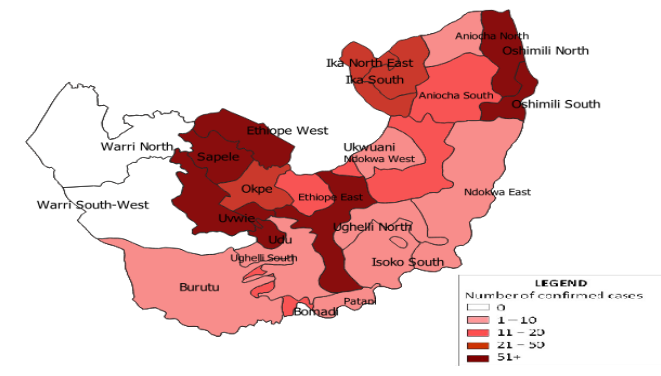 Aniocha North
Oshimili North
Ika North East
Ika South
Aniocha South
Oshimili South
Ethiope West
Warri North
Ukwuani
Sapele
Ndokwa West
Okpe
Ethiope East
Ndokwa East
Warri South-West
Uvwie
Ughelli North
Udu
Ughelli South
Isoko South
Burutu
Patani
Bomadi
LEGEND
Number of confirmed cases
0
1 – 10
11 – 20
21 – 50
51+